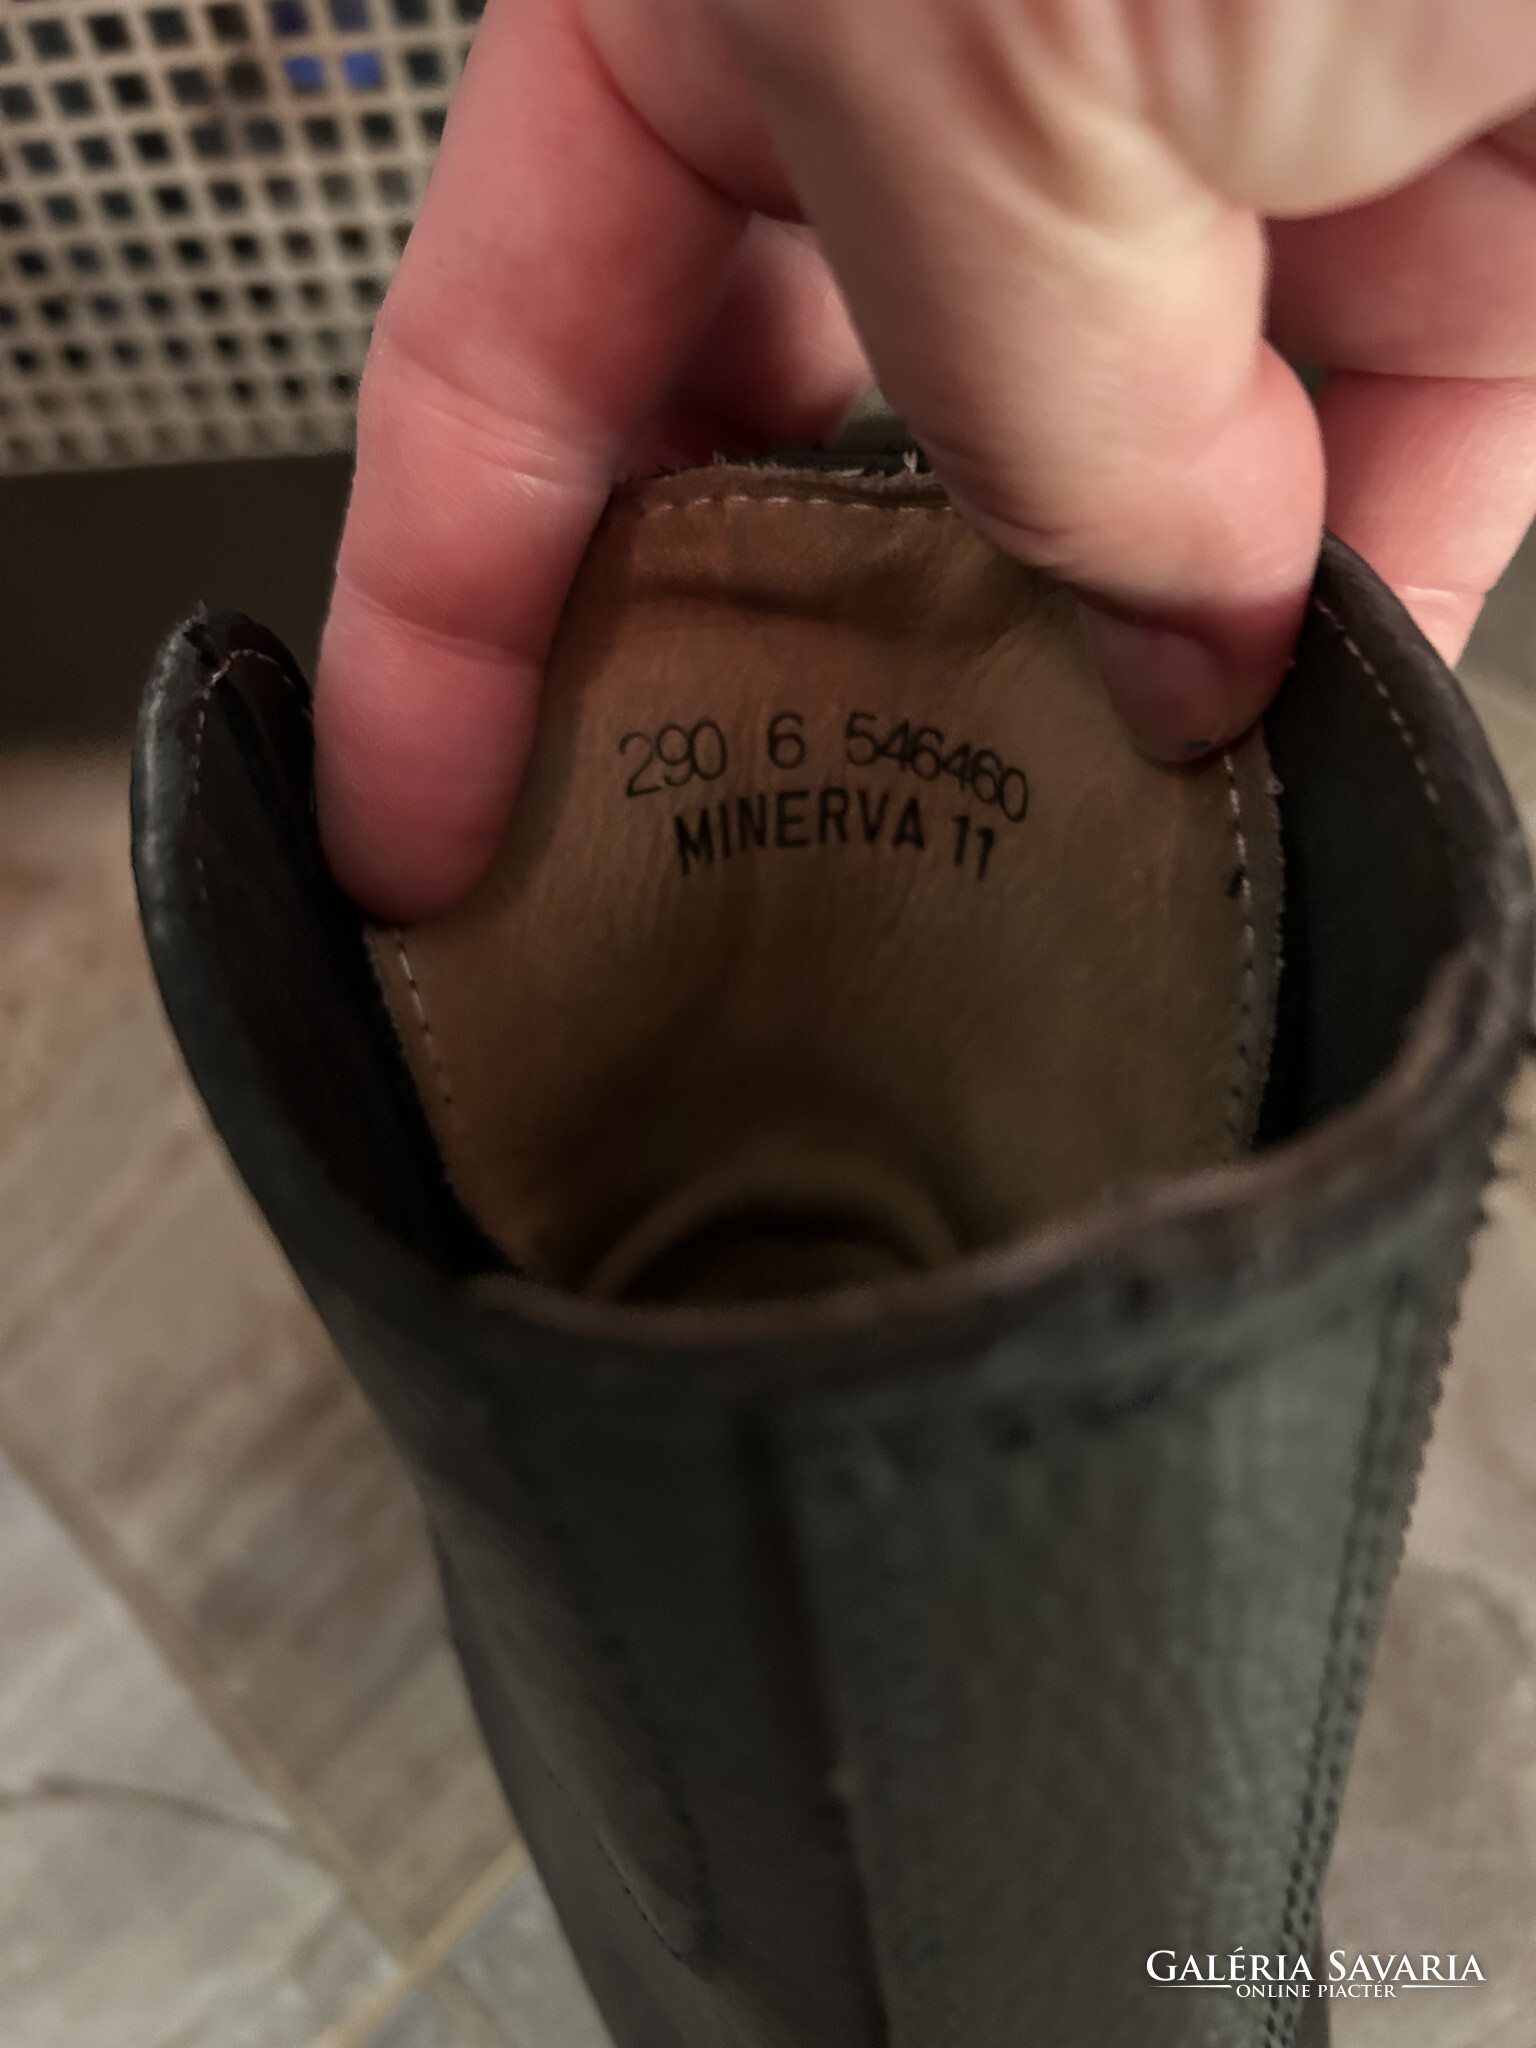 290 6 546460
MINERVA 11
GALÉRIA SAVARIA
ONLINE PIACTÉR